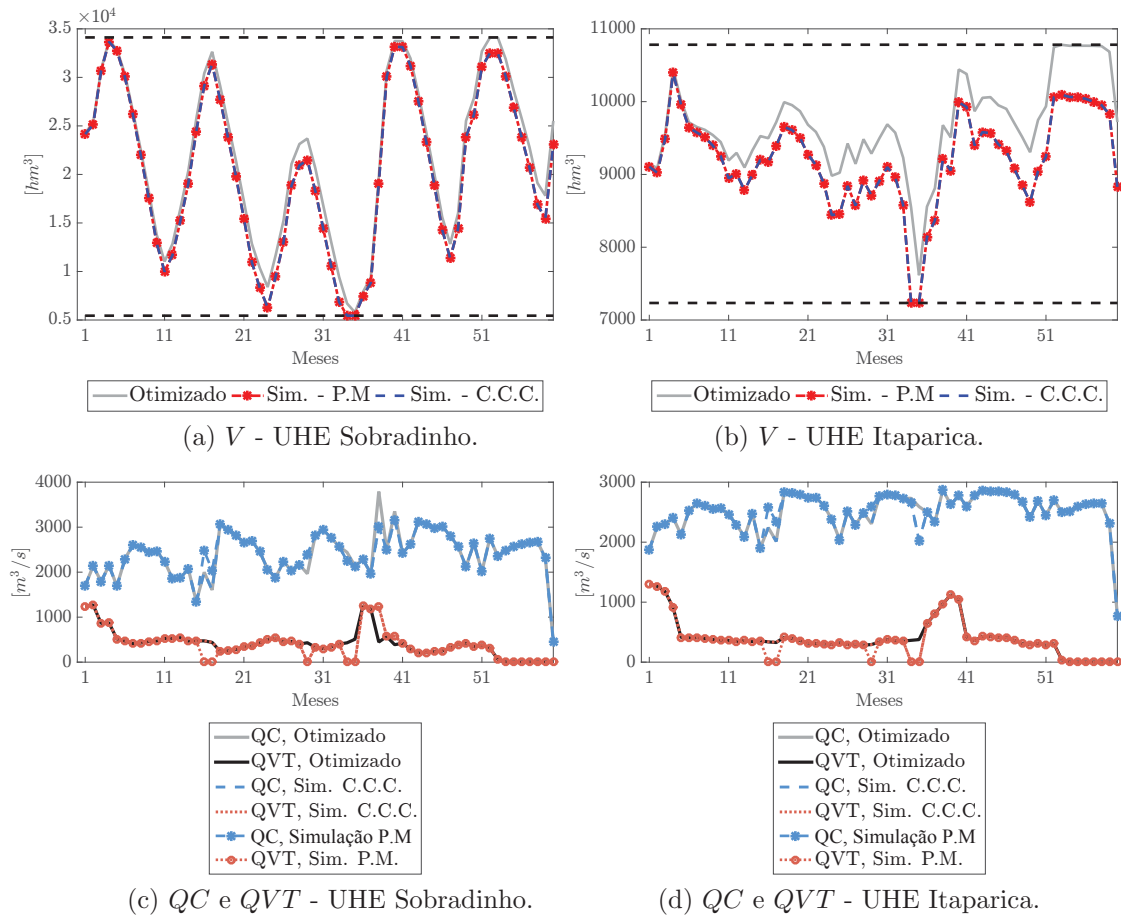 ×10⁴
3.5
3
2.5
2
1.5
1
0.5
[hm³]
1 11 21 31 41 51
Meses
Otimizado Sim. - P.M Sim. - C.C.C.
(a) V - UHE Sobradinho.
11000
10000
9000
8000
7000
[hm³]
1 11 21 31 41 51
Meses
Otimizado Sim. - P.M Sim. - C.C.C.
(b) V - UHE Itaparica.
4000
3000
2000
1000
0
[m³/s]
1 11 21 31 41 51
Meses
QC, Otimizado
QVT, Otimizado
QC, Sim. C.C.C.
QVT, Sim. C.C.C.
QC, Simulação P.M
QVT, Sim. P.M.
(c) QC e QVT - UHE Sobradinho.
3000
2000
1000
0
[m³/s]
1 11 21 31 41 51
Meses
QC, Otimizado
QVT, Otimizado
QC, Sim. C.C.C.
QVT, Sim. C.C.C.
QC, Simulação P.M
QVT, Sim. P.M.
(d) QC e QVT - UHE Itaparica.